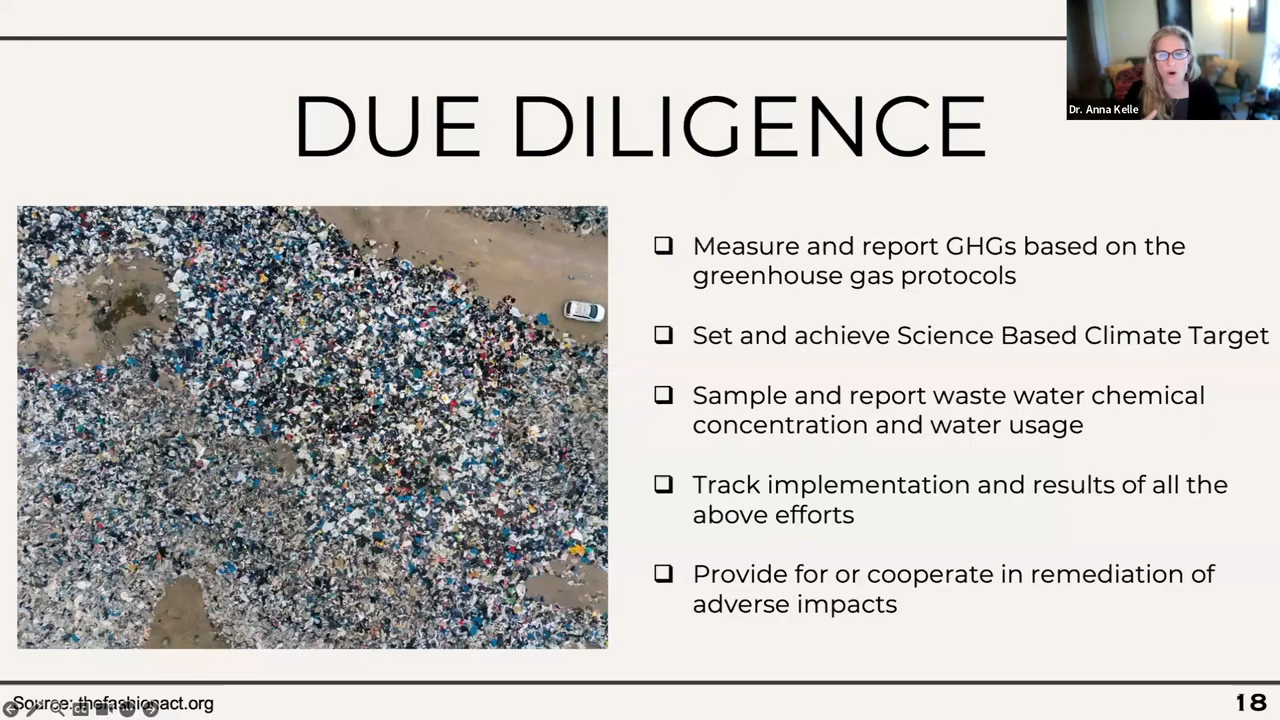 DUE DILIGENCE
Dr. Anna Kelle
Measure and report GHGs based on the
greenhouse gas protocols
Set and achieve Science Based Climate Target
Sample and report waste water chemical
concentration and water usage
Track implementation and results of all the
above efforts
Provide for or cooperate in remediation of
adverse impacts
Source: thefashionact.org
18